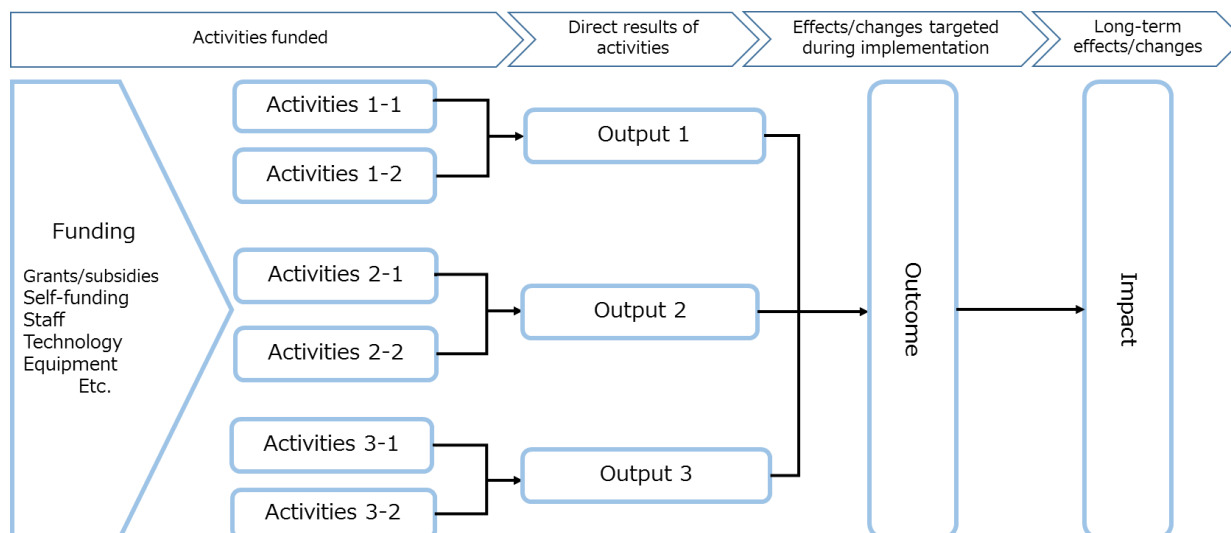 Activities funded
Direct results of
activities
Effects/changes targeted
during implementation
Long-term
effects/changes
Funding
Grants/subsidies
Self-funding
Staff
Technology
Equipment
Etc.
Activities 1-1
Activities 1-2
Activities 2-1
Activities 2-2
Activities 3-1
Activities 3-2
Output 1
Output 2
Output 3
Outcome
Impact